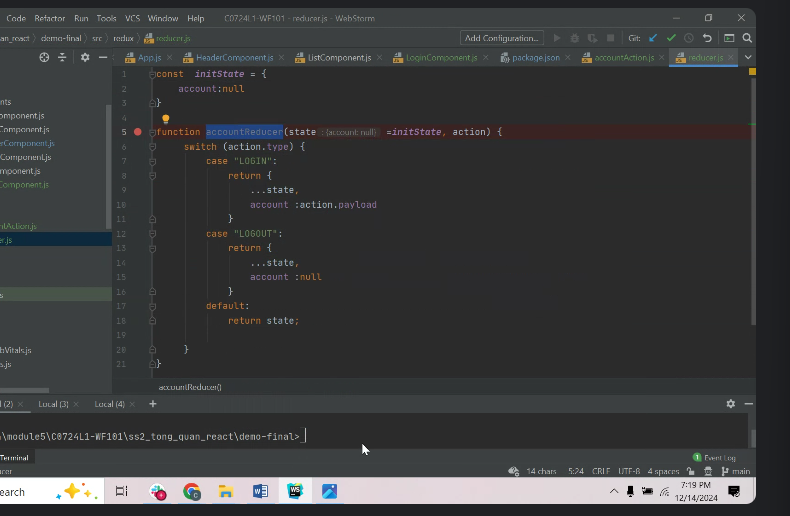 Code Refactor Run Tools VCS Window Help C0724L1-WF101 - reducer.js - WebStorm
an_react demo-final src redux reducer.js Add Configuration... Git:
App.js HeaderComponent.js ListComponent.js LoginComponent.js package.json accountAction.js reducer.js
nts
omponent.js
Component.js
erComponent.js
Component.js
mponent.js
Component.js
ntAction.js
er.js
s
bVitals.js
s.js
1 const initState = {
2 account:null
3 }
4
5 function accountReducer(state : {account: null} =initState, action) {
6 switch (action.type) {
7 case "LOGIN":
8 return {
9 ...state,
10 account :action.payload
11 }
12 case "LOGOUT":
13 return {
14 ...state,
15 account :null
16 }
17 default:
18 return state;
19
20 }
21 }
accountReducer()
l (2) Local (3) Local (4) +
\module5\C0724L1-WF101\ss2_tong_quan_react\demo-final>
Terminal 1 Event Log
cer 14 chars 5:24 CRLF UTF-8 4 spaces main
earch 7:19 PM
12/14/2024